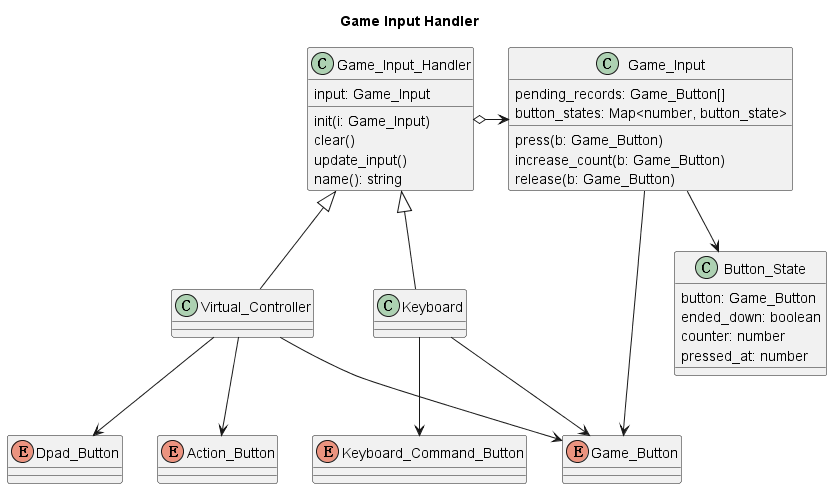 Game Input Handler
C Game_Input_Handler
input: Game_Input
init(i: Game_Input)
clear()
update_input()
name(): string
C Game_Input
pending_records: Game_Button[]
button_states: Map<number, button_state>
press(b: Game_Button)
increase_count(b: Game_Button)
release(b: Game_Button)
C Button_State
button: Game_Button
ended_down: boolean
counter: number
pressed_at: number
C Virtual_Controller
C Keyboard
E Dpad_Button
E Action_Button
E Keyboard_Command_Button
E Game_Button